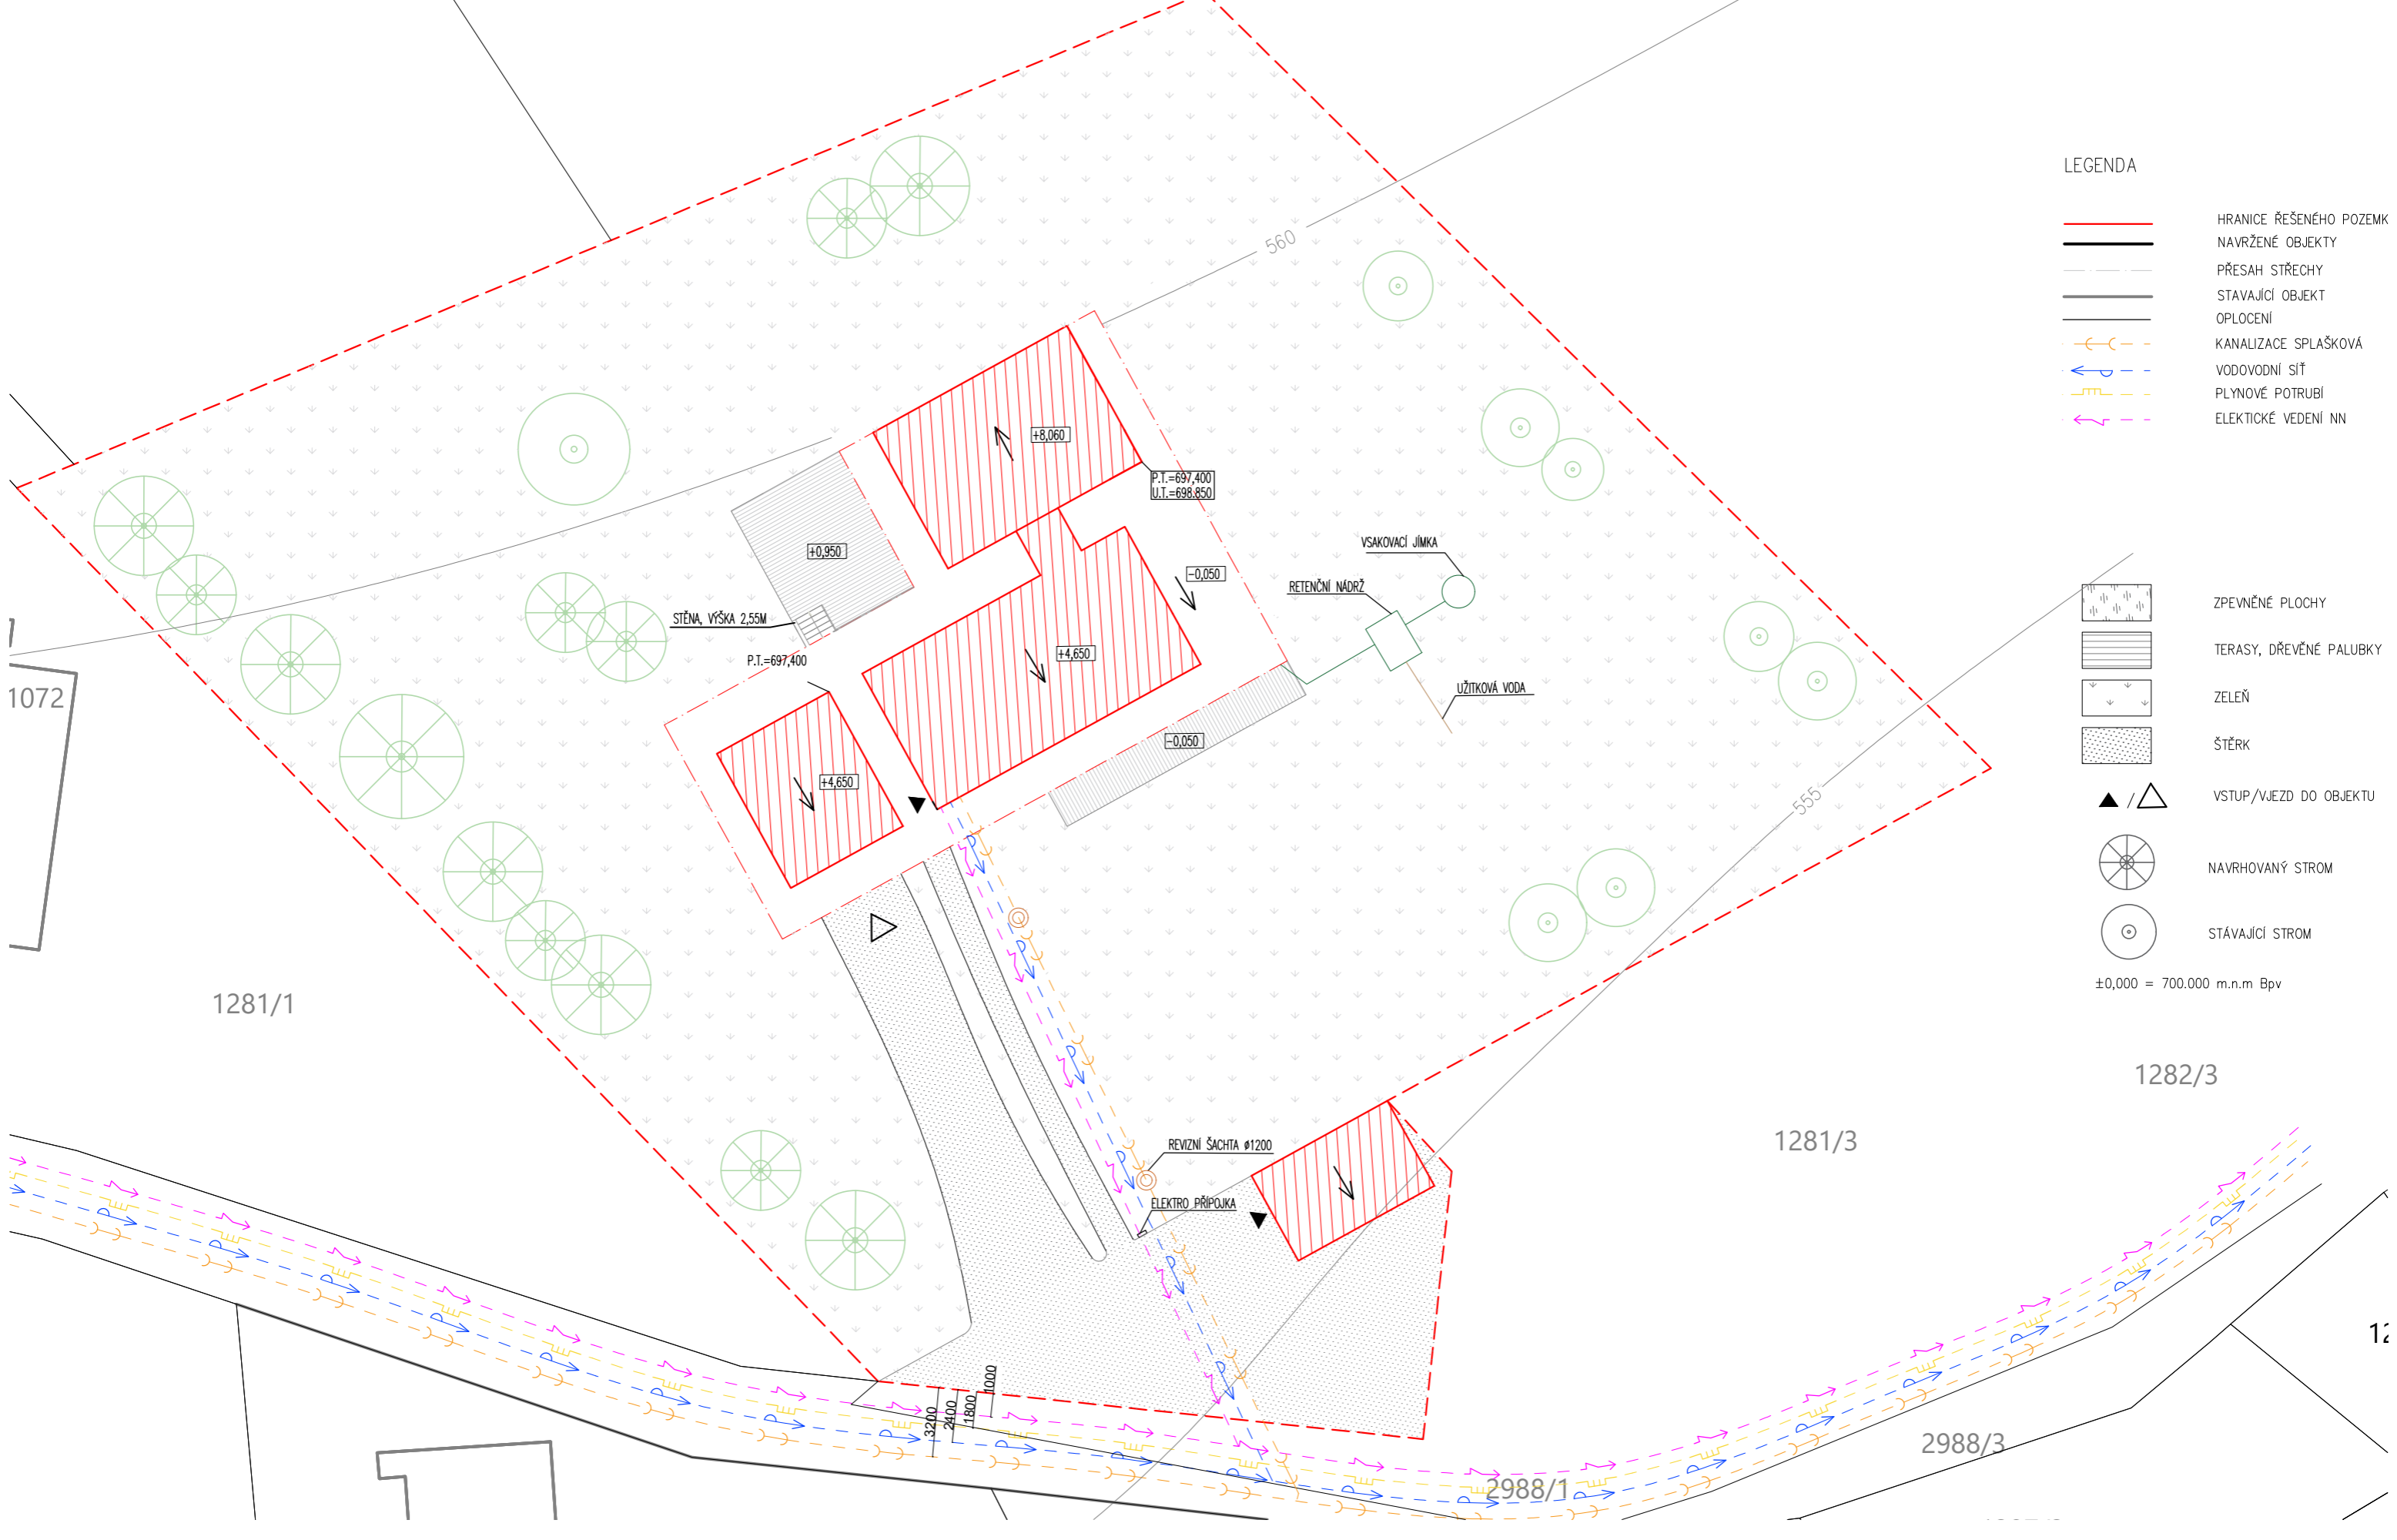 560
LEGENDA
HRANICE ŘEŠENÉHO POZEMK
NAVRŽENÉ OBJEKTY
PŘESAH STŘECHY
STAVAJÍCÍ OBJEKT
OPLOCENÍ
KANALIZACE SPLAŠKOVÁ
VODOVODNÍ SÍŤ
PLYNOVÉ POTRUBÍ
ELEKTICKÉ VEDENÍ NN
+8,060
P.T.=697,400
U.T.=698.850
+0,950
VSAKOVACÍ JÍMKA
RETENČNÍ NÁDRŽ
-0,050
STĚNA, VÝŠKA 2,55M
P.T.=697,400
+4,650
UŽITKOVÁ VODA
-0,050
+4,650
555
1072
ZPEVNĚNÉ PLOCHY
TERASY, DŘEVĚNÉ PALUBKY
ZELEŇ
ŠTĚRK
/
VSTUP/VJEZD DO OBJEKTU
NAVRHOVANÝ STROM
STÁVAJÍCÍ STROM
±0,000 = 700.000 m.n.m Bpv
1281/1
1282/3
1281/3
REVIZNÍ ŠACHTA ø1200
ELEKTRO PŘÍPOJKA
3200
2400
1800
1000
2988/3
2988/1